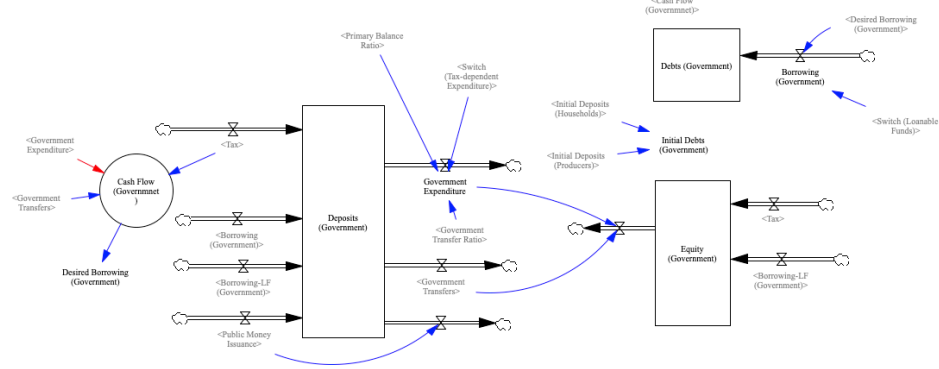 <Cash Flow
(Governmnet)>
<Primary Balance
Ratio>
<Desired Borrowing
(Government)>
<Switch
(Tax-dependent
Expenditure)>
Debts (Government)
Borrowing
(Government)
<Initial Deposits
(Households)>
<Switch (Loanable
Funds)>
<Government
Expenditure>
<Tax>
Initial Debts
(Government)
<Initial Deposits
(Producers)>
Cash Flow
(Governmnet
)
Government
Expenditure
<Government
Transfers>
Deposits
(Government)
<Tax>
<Borrowing
(Government)>
<Government
Transfer Ratio>
Equity
(Government)
Desired Borrowing
(Government)
<Borrowing-LF
(Government)>
<Government
Transfers>
<Borrowing-LF
(Government)>
<Public Money
Issuance>